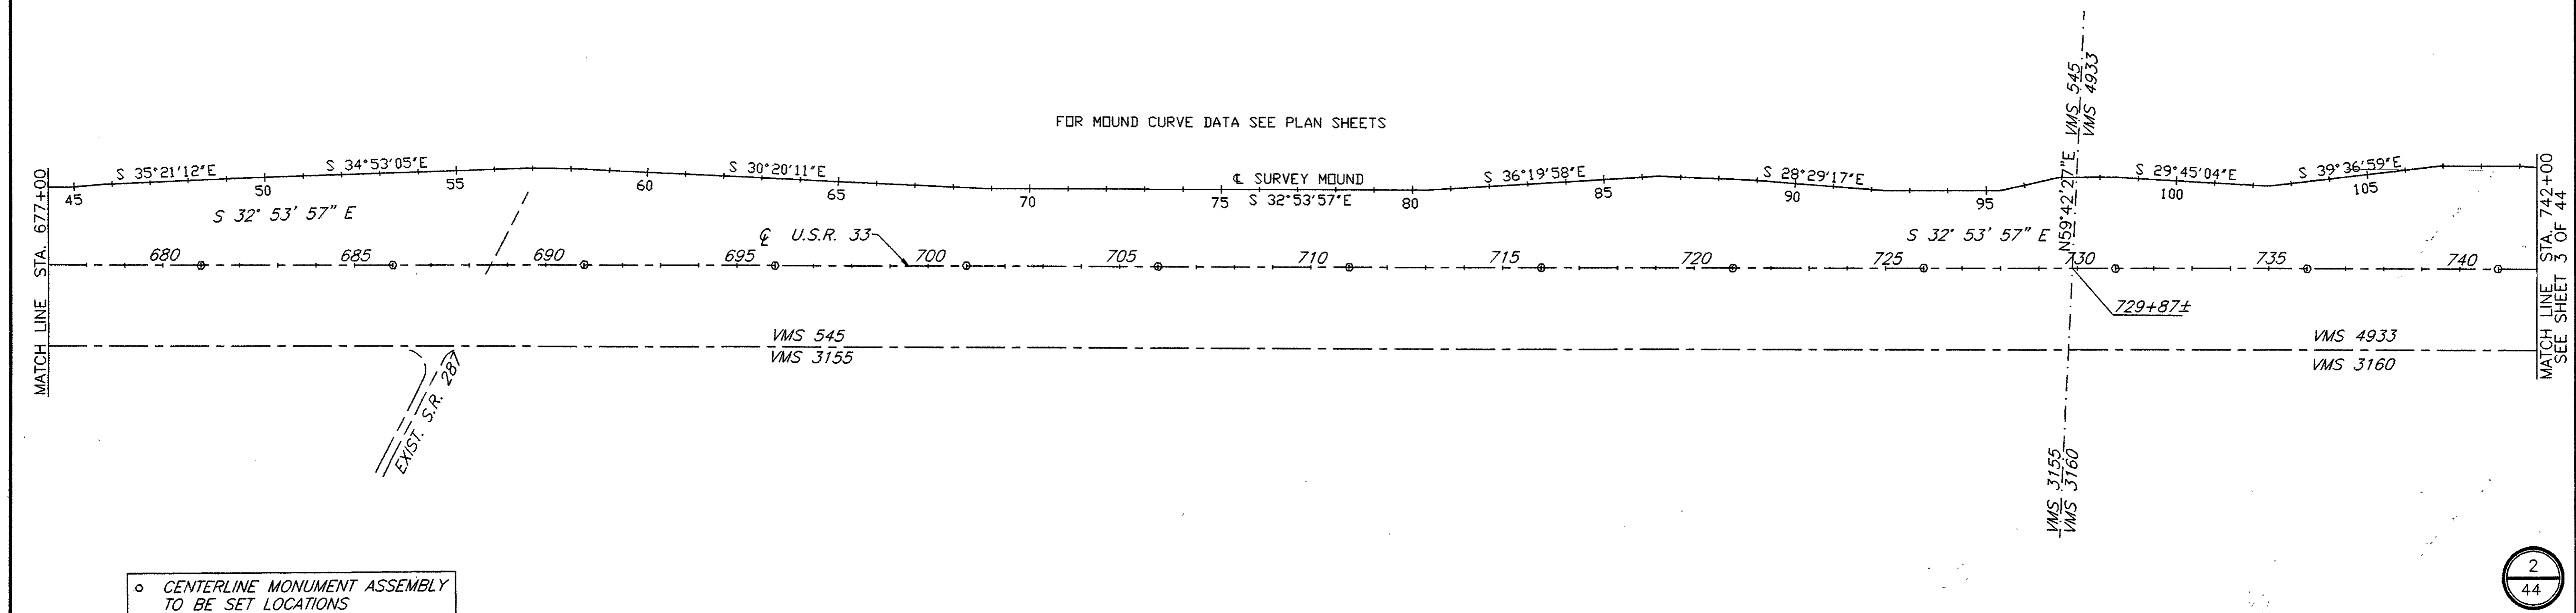 FOR MOUND CURVE DATA SEE PLAN SHEETS
VMS 545
VMS 4933
N59°42'27"E
MATCH LINE STA. 677+00
S 35°21'12"E
S 34°53'05"E
S 30°20'11"E
℄ SURVEY MOUND
S 32°53'57"E
S 36°19'58"E
S 28°29'17"E
S 29°45'04"E
S 39°36'59"E
45 50 55 60 65 70 75 80 85 90 95 100 105
S 32° 53' 57" E
℄ U.S.R. 33
S 32° 53' 57" E
680 685 690 695 700 705 710 715 720 725 730 735 740
729+87±
VMS 545
VMS 3155
VMS 4933
VMS 3160
EXIST. S.R. 287
VMS 3155
VMS 3160
MATCH LINE STA. 742+00
SEE SHEET 3 OF 44
CENTERLINE MONUMENT ASSEMBLY
TO BE SET LOCATIONS
2
44